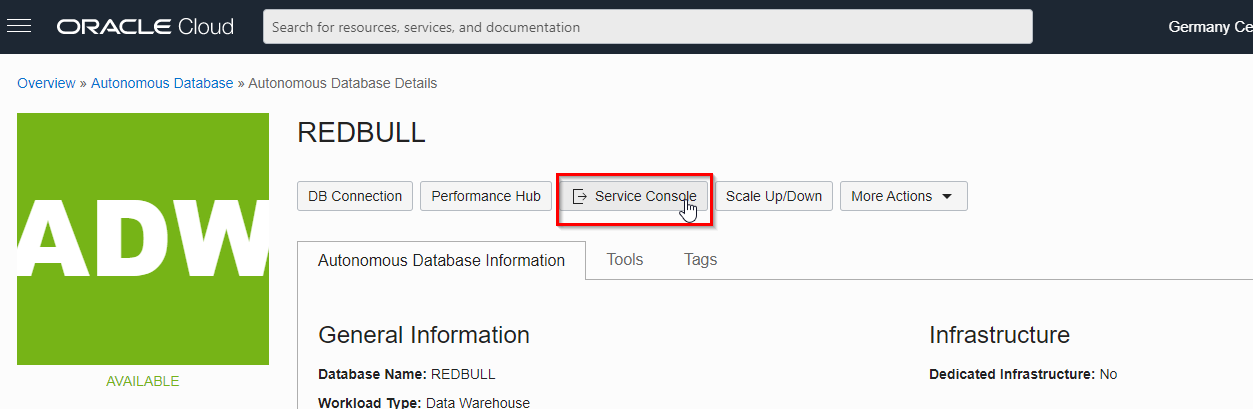 ORACLE Cloud
Search for resources, services, and documentation
Germany Ce
Overview » Autonomous Database » Autonomous Database Details
ADW
AVAILABLE
REDBULL
DB Connection
Performance Hub
Service Console
Scale Up/Down
More Actions
Autonomous Database Information
Tools
Tags
General Information
Database Name: REDBULL
Workload Type: Data Warehouse
Infrastructure
Dedicated Infrastructure: No